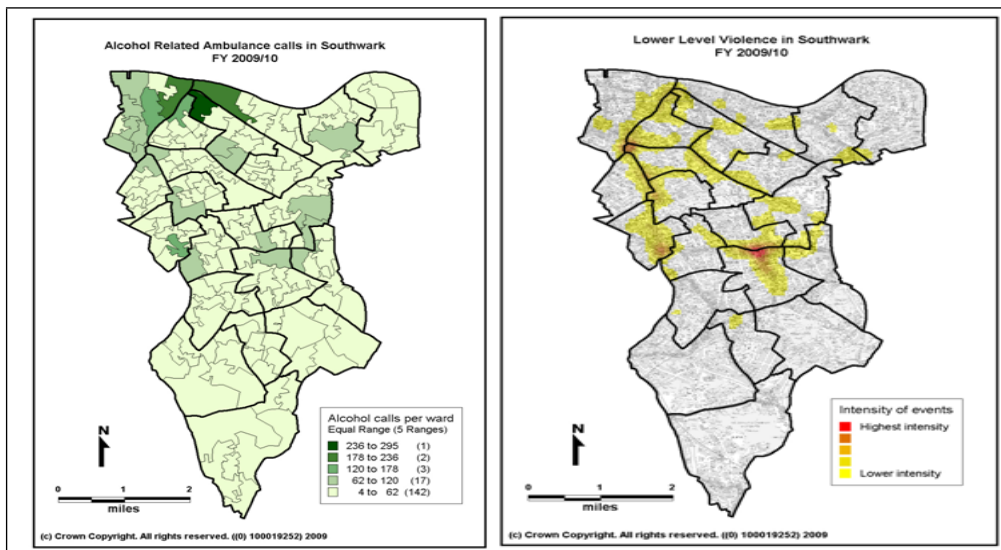 Alcohol Related Ambulance calls in Southwark
FY 2009/10
Alcohol calls per ward
Equal Range (5 Ranges)
236 to 295 (1)
178 to 236 (2)
120 to 178 (3)
62 to 120 (17)
4 to 62 (142)
N
0 1 2
miles
(c) Crown Copyright. All rights reserved. ((0) 100019252) 2009
Lower Level Violence in Southwark
FY 2009/10
Intensity of events
Highest intensity
Lower intensity
N
0 1 2
miles
(c) Crown Copyright. All rights reserved. ((0) 100019252) 2009